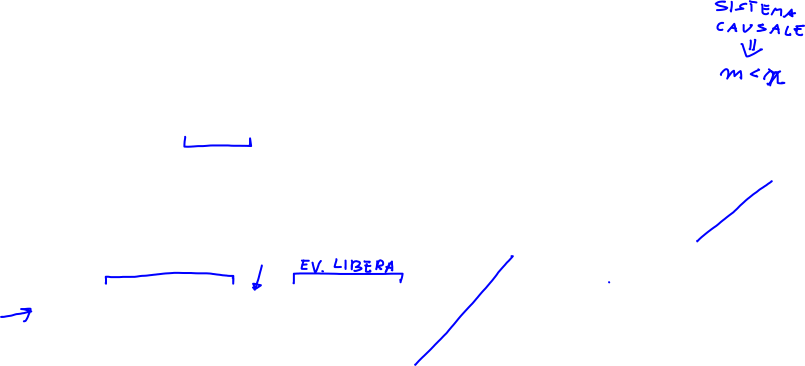 SISTEMA
CAUSALE
⇓
m < n
EV. LIBERA